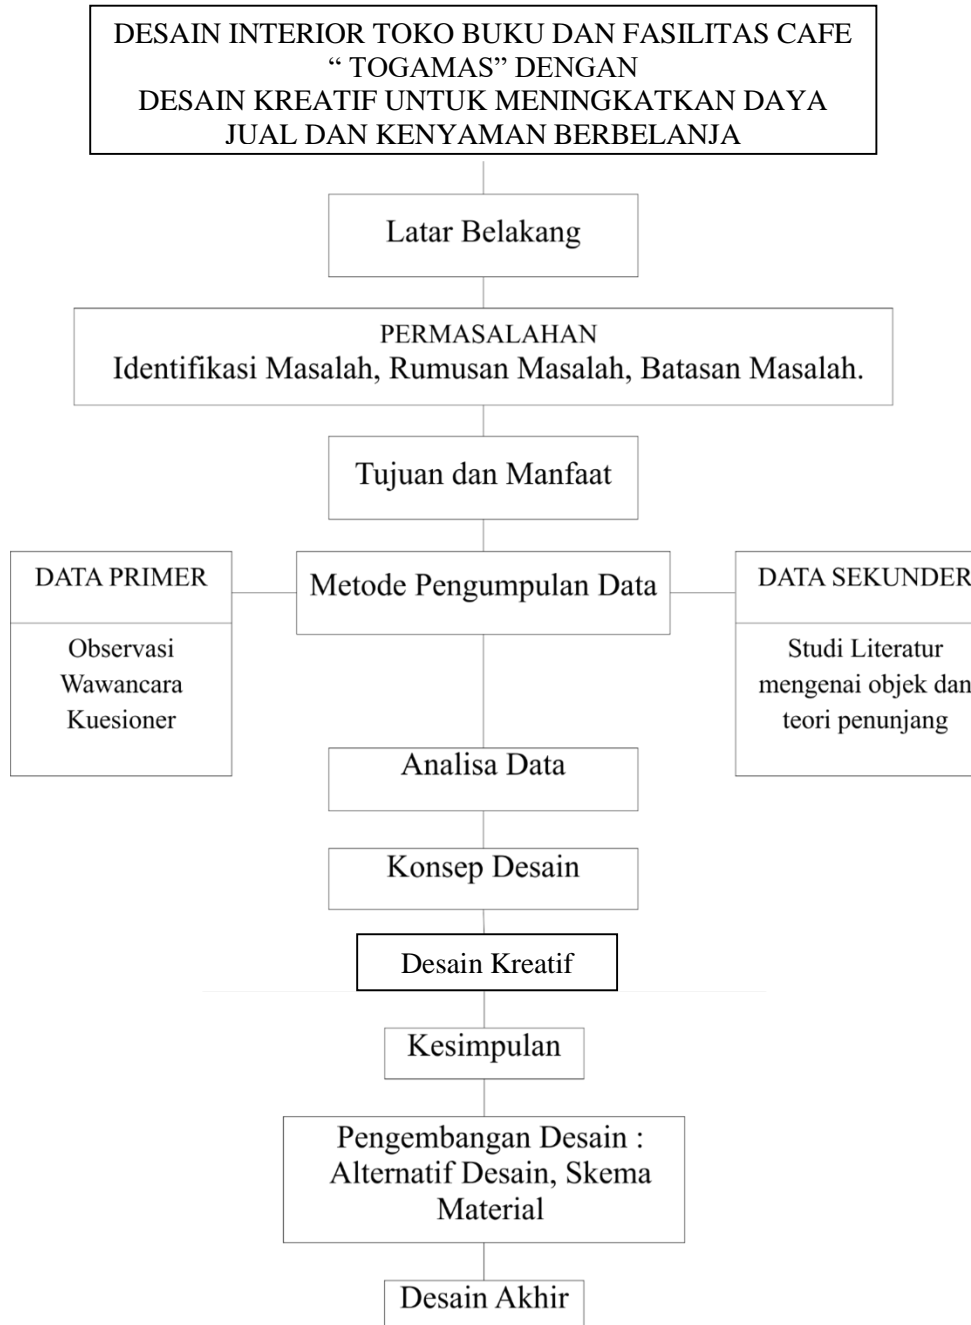 DESAIN INTERIOR TOKO BUKU DAN FASILITAS CAFE
“ TOGAMAS” DENGAN
DESAIN KREATIF UNTUK MENINGKATKAN DAYA
JUAL DAN KENYAMAN BERBELANJA
Latar Belakang
PERMASALAHAN
Identifikasi Masalah, Rumusan Masalah, Batasan Masalah.
Tujuan dan Manfaat
DATA PRIMER
Observasi
Wawancara
Kuesioner
Metode Pengumpulan Data
DATA SEKUNDER
Studi Literatur
mengenai objek dan
teori penunjang
Analisa Data
Konsep Desain
Desain Kreatif
Kesimpulan
Pengembangan Desain :
Alternatif Desain, Skema
Material
Desain Akhir